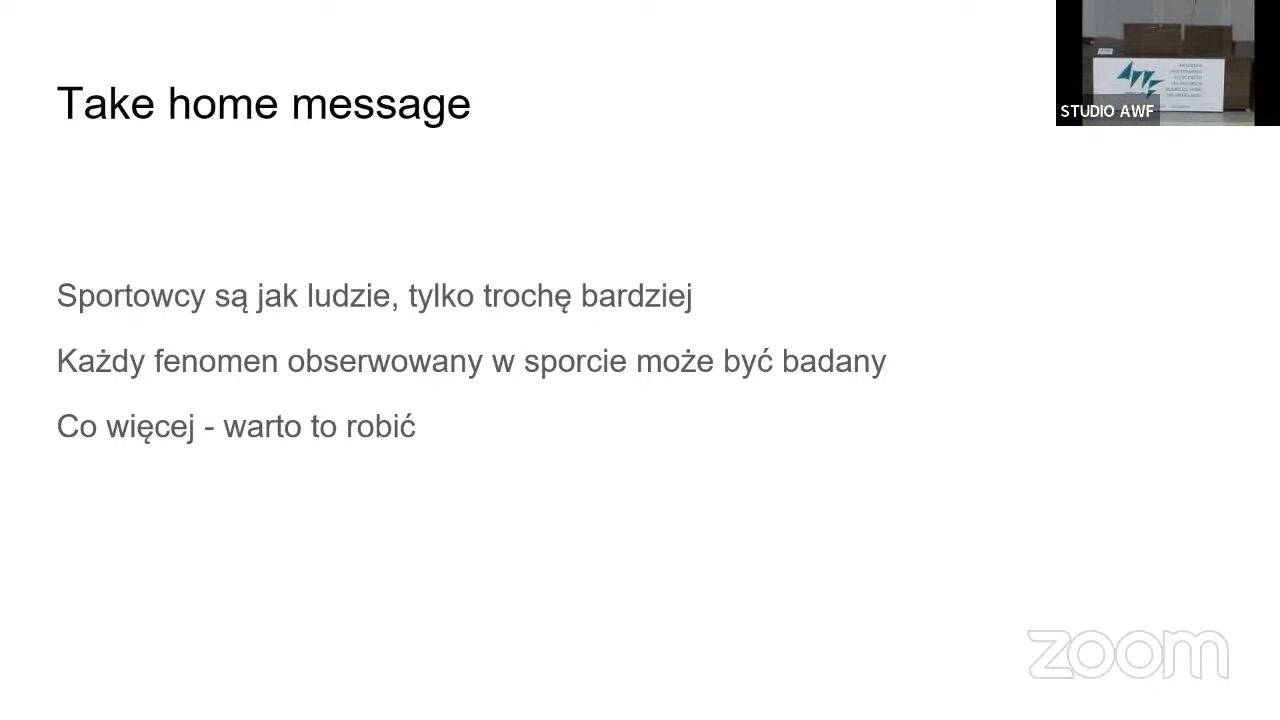 Take home message
STUDIO AWF
Sportowcy są jak ludzie, tylko trochę bardziej
Każdy fenomen obserwowany w sporcie może być badany
Co więcej - warto to robić
zoom